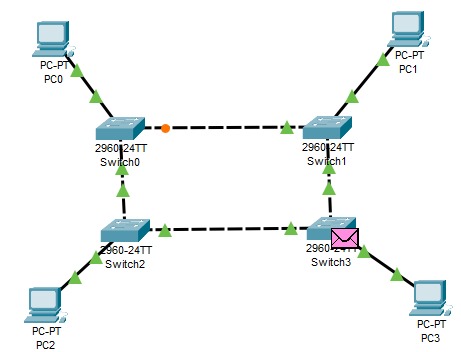 PC-PT
PC0
PC-PT
PC1
2960-24TT
Switch0
2960-24TT
Switch1
2960-24TT
Switch2
2960-24TT
Switch3
PC-PT
PC2
PC-PT
PC3